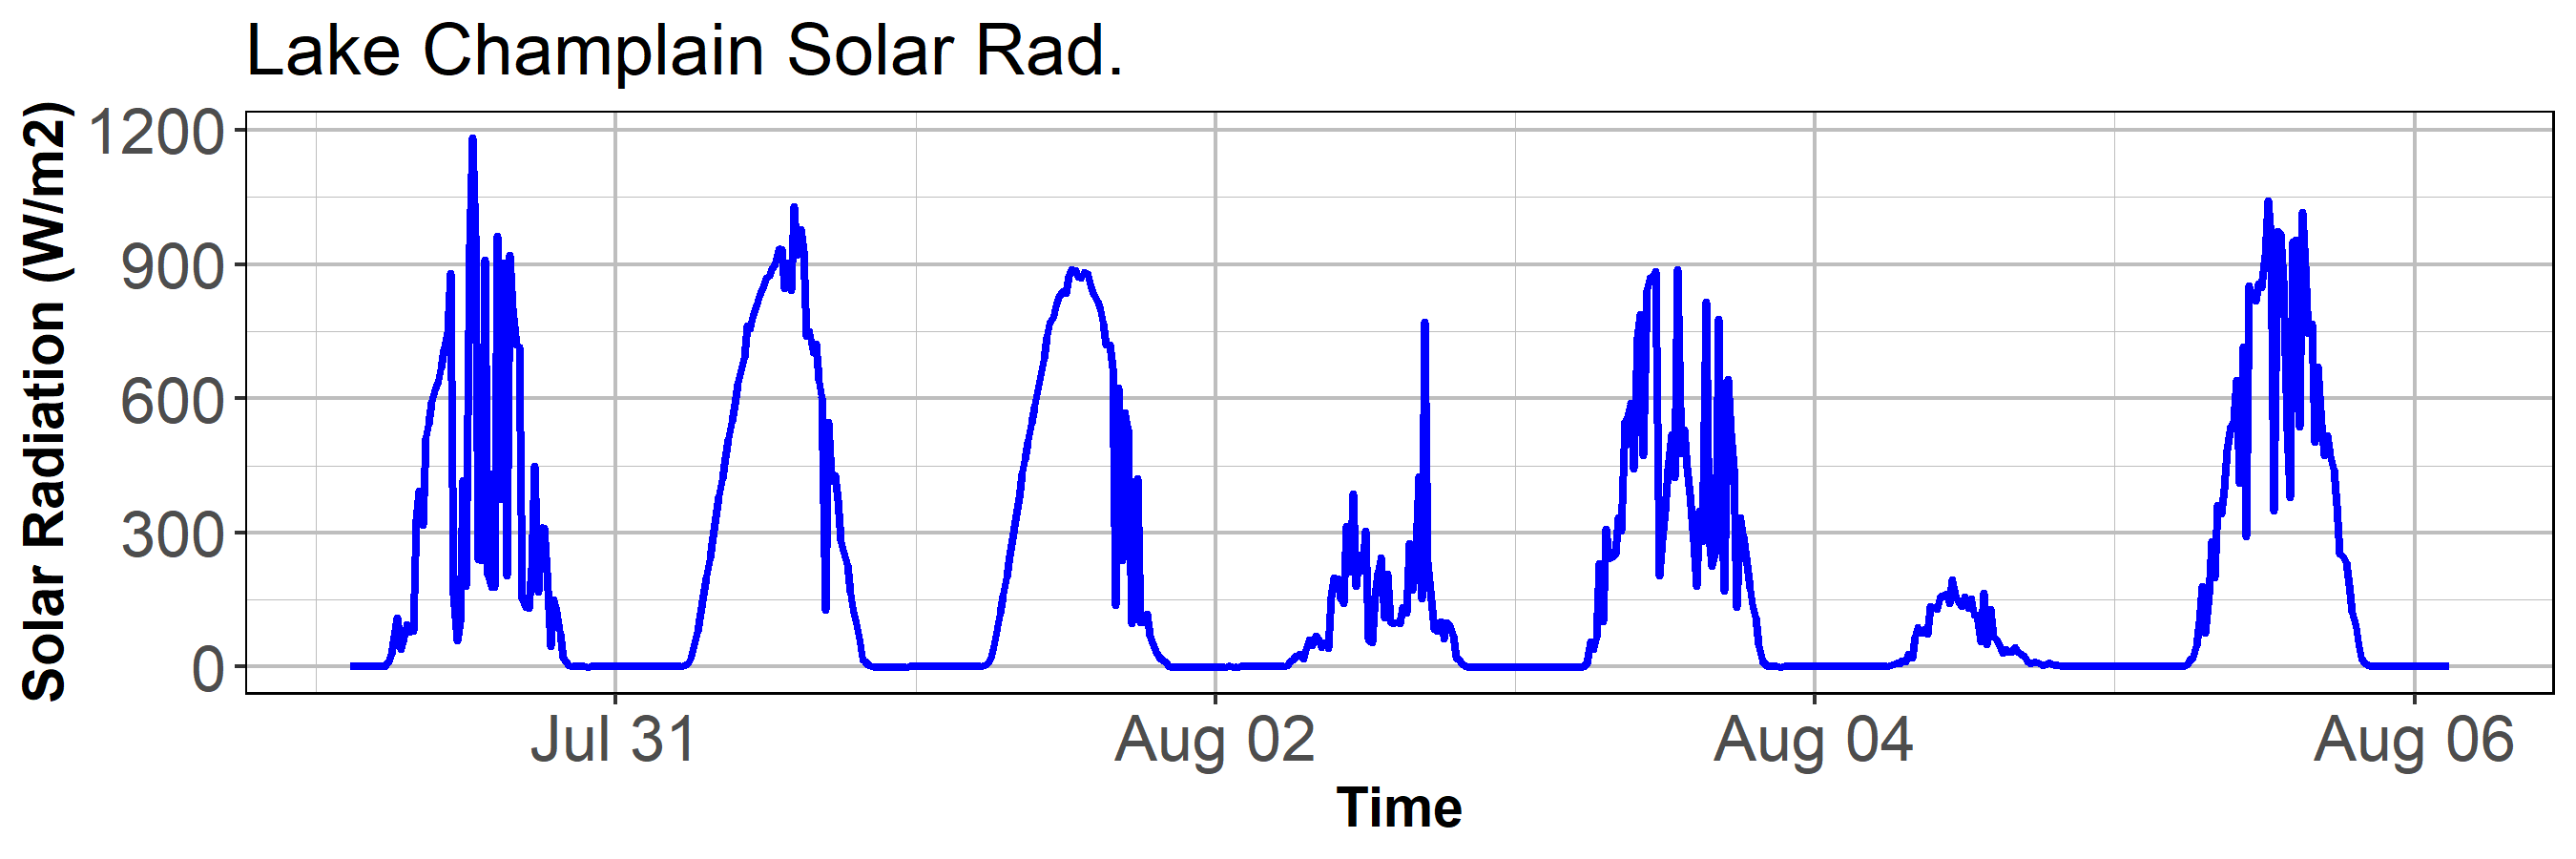 Lake Champlain Solar Rad.
Solar Radiation (W/m2)
1200
900
600
300
0
Jul 31 Aug 02 Aug 04 Aug 06
Time